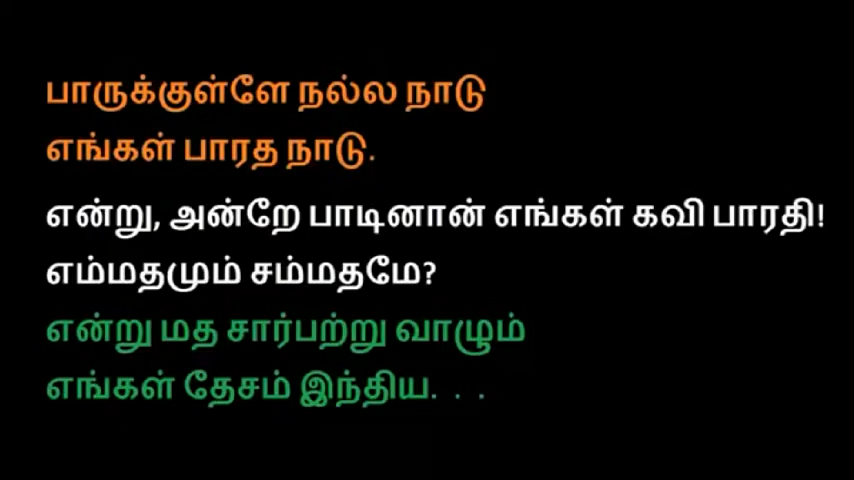 பாருக்குள்ளே நல்ல நாடு
எங்கள் பாரத நாடு.
என்று, அன்றே பாடினான் எங்கள் கவி பாரதி!
எம்மதமும் சம்மதமே?
என்று மத சார்பற்று வாழும்
எங்கள் தேசம் இந்திய. . .